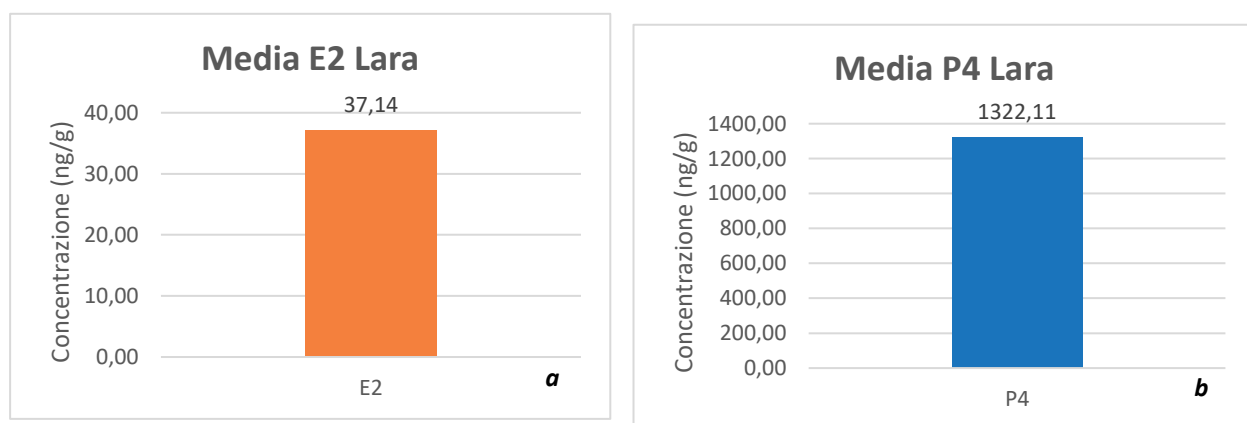 Media E2 Lara
37,14
Concentrazione (ng/g)
40,00
30,00
20,00
10,00
0,00
E2
a
Media P4 Lara
1322,11
Concentrazione (ng/g)
1400,00
1200,00
1000,00
800,00
600,00
400,00
200,00
0,00
P4
b